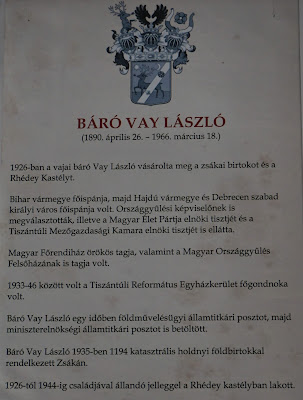 BÁRÓ VAY LÁSZLÓ
(1890. április 26. – 1966. március 18.)
1926-ban a vajai báró Vay László vásárolta meg a zsákai birtokot és a
Rhédey Kastélyt.
Bihar vármegye főispánja, majd Hajdú vármegye és Debrecen szabad
királyi város főispánja volt. Országgyűlési képviselőnek is
megválasztották, illetve a Magyar Élet Pártja elnöki tisztjét és a
Tiszántúli Mezőgazdasági Kamara elnöki tisztjét is ellátta.
Magyar Főrendiház örökös tagja, valamint a Magyar Országgyűlés
Felsőházának is tagja volt.
1933-46 között volt a Tiszántúli Református Egyházkerület főgondnoka
volt.
Báró Vay László egy időben földművelésügyi államtitkári posztot, majd
miniszterelnökségi államtitkári posztot is betöltött.
Báró Vay László 1935-ben 1194 katasztrális holdnyi földbirtokkal
rendelkezett Zsákán.
1926-tól 1944-ig családjával állandó jelleggel a Rhédey kastélyban lakott.